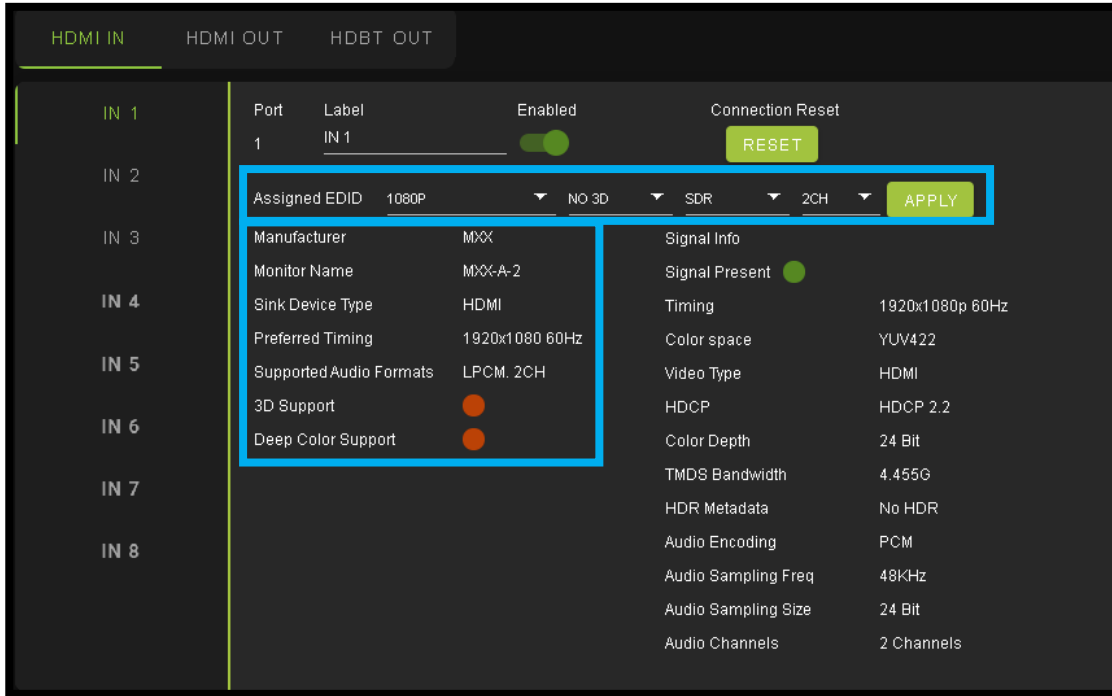 HDMI IN HDMI OUT HDBT OUT
IN 1
IN 2
IN 3
IN 4
IN 5
IN 6
IN 7
IN 8
Port Label Enabled Connection Reset
1 IN 1 RESET
Assigned EDID 1080P NO 3D SDR 2CH APPLY
Manufacturer MXX
Monitor Name MXX-A-2
Sink Device Type HDMI
Preferred Timing 1920x1080 60Hz
Supported Audio Formats LPCM. 2CH
3D Support
Deep Color Support
Signal Info
Signal Present
Timing 1920x1080p 60Hz
Color space YUV422
Video Type HDMI
HDCP HDCP 2.2
Color Depth 24 Bit
TMDS Bandwidth 4.455G
HDR Metadata No HDR
Audio Encoding PCM
Audio Sampling Freq 48KHz
Audio Sampling Size 24 Bit
Audio Channels 2 Channels